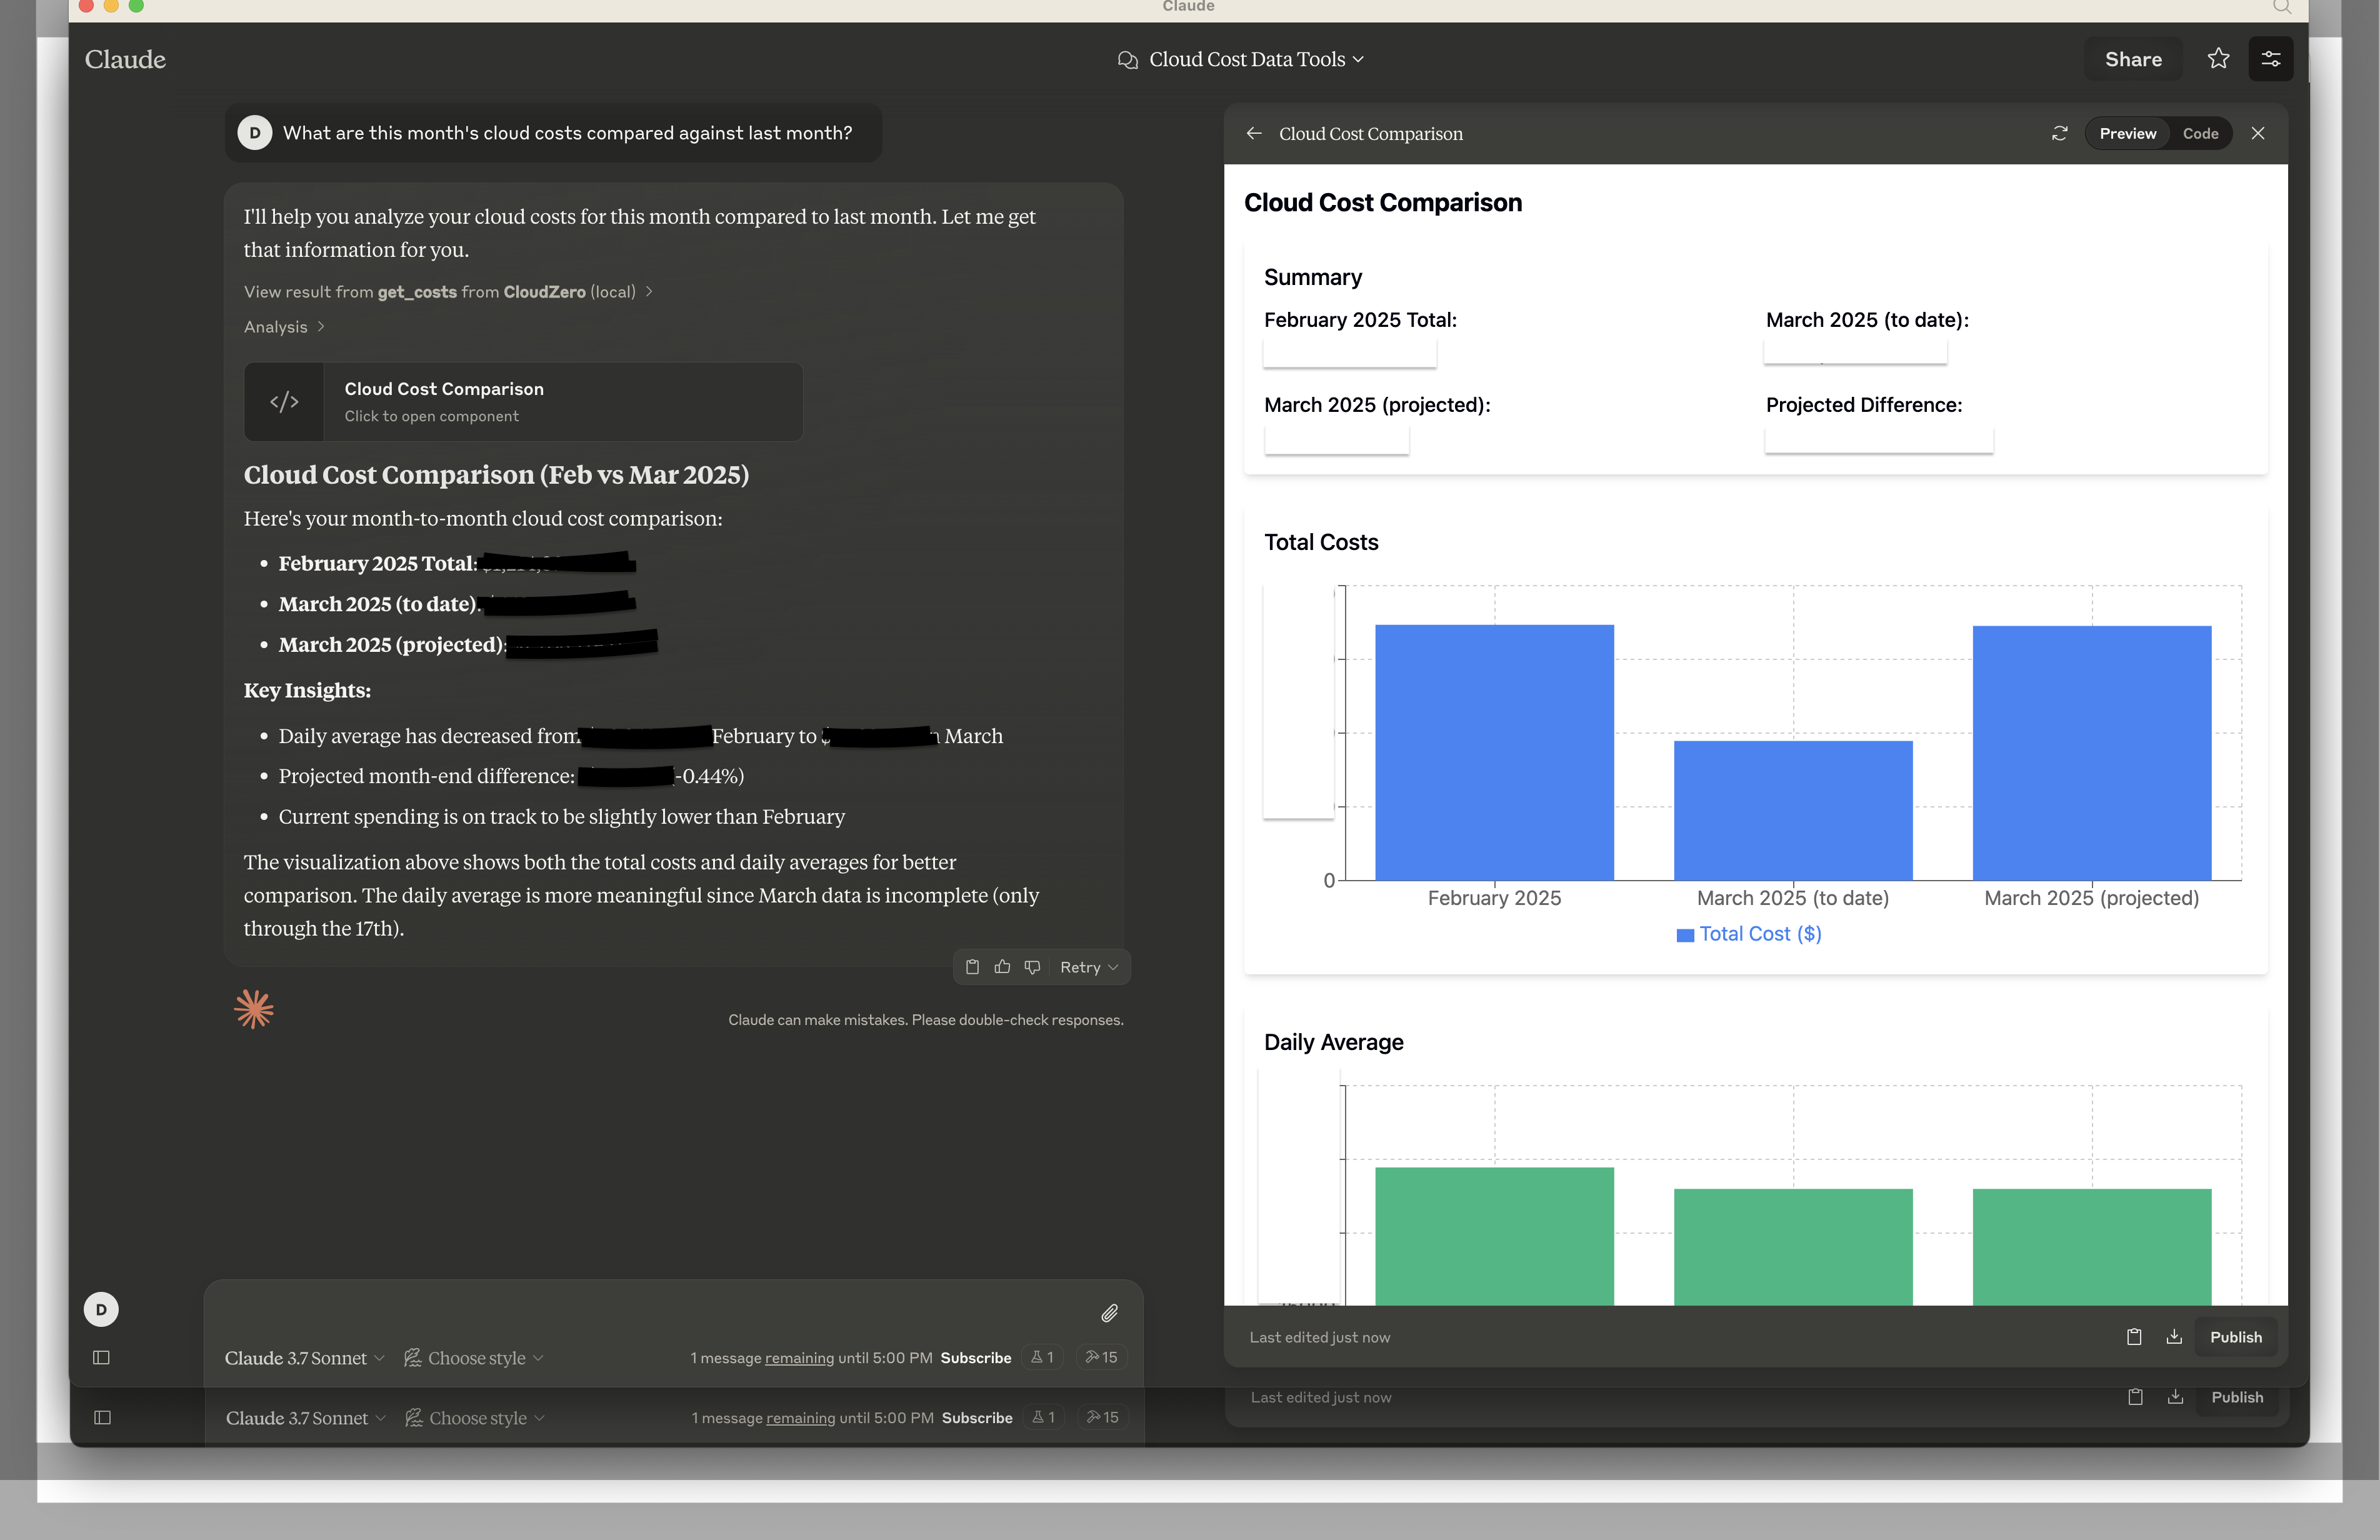 Claude
Claude
Cloud Cost Data Tools
Share
D
What are this month's cloud costs compared against last month?
I'll help you analyze your cloud costs for this month compared to last month. Let me get
that information for you.
View result from get_costs from CloudZero (local)
Analysis
</>
Cloud Cost Comparison
Click to open component
Cloud Cost Comparison (Feb vs Mar 2025)
Here's your month-to-month cloud cost comparison:
• February 2025 Total:
• March 2025 (to date):
• March 2025 (projected):
Key Insights:
• Daily average has decreased from February to $ March
• Projected month-end difference: -0.44%)
• Current spending is on track to be slightly lower than February
The visualization above shows both the total costs and daily averages for better
comparison. The daily average is more meaningful since March data is incomplete (only
through the 17th).
Retry
Claude can make mistakes. Please double-check responses.
D
Claude 3.7 Sonnet
Choose style
1 message remaining until 5:00 PM Subscribe
1
15
Claude 3.7 Sonnet
Choose style
1 message remaining until 5:00 PM Subscribe
1
15
Cloud Cost Comparison
Preview
Code
Cloud Cost Comparison
Summary
February 2025 Total:
March 2025 (to date):
March 2025 (projected):
Projected Difference:
Total Costs
0
February 2025
March 2025 (to date)
March 2025 (projected)
Total Cost ($)
Daily Average
Last edited just now
Publish
Last edited just now
Publish